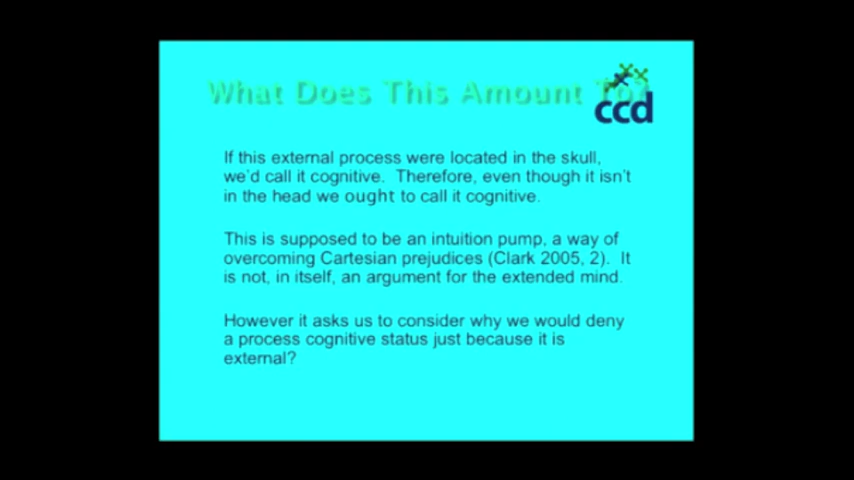 What Does This Amount To?
ccd
If this external process were located in the skull,
we'd call it cognitive. Therefore, even though it isn't
in the head we ought to call it cognitive.
This is supposed to be an intuition pump, a way of
overcoming Cartesian prejudices (Clark 2005, 2). It
is not, in itself, an argument for the extended mind.
However it asks us to consider why we would deny
a process cognitive status just because it is
external?